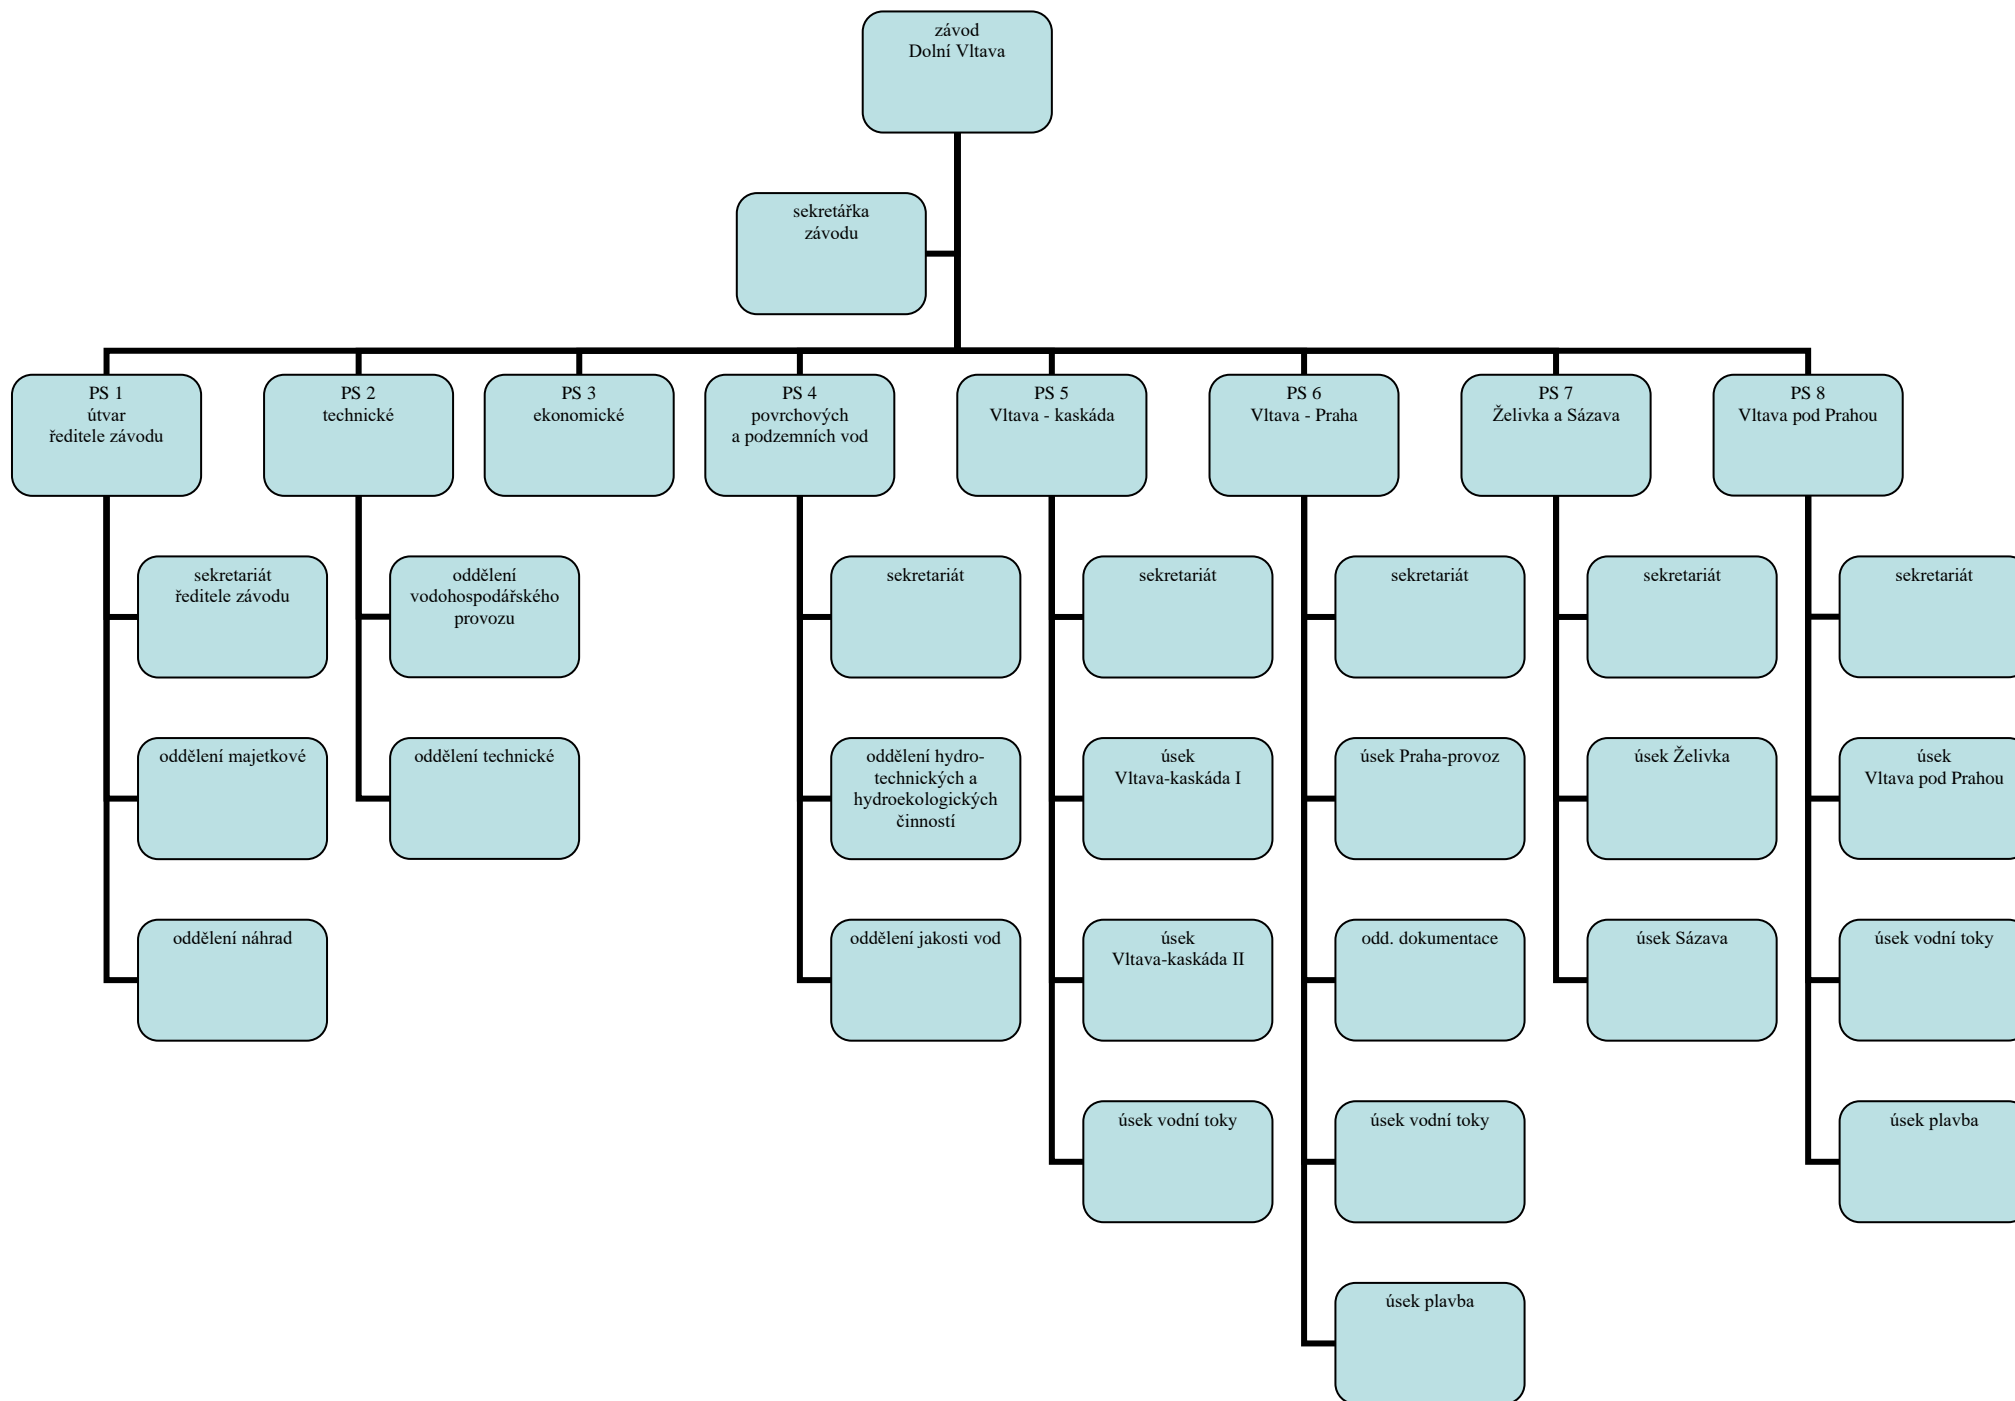 závod
Dolní Vltava
sekretářka
závodu
PS 1
útvar
ředitele závodu
PS 2
technické
PS 3
ekonomické
PS 4
povrchových
a podzemních vod
PS 5
Vltava - kaskáda
PS 6
Vltava - Praha
PS 7
Želivka a Sázava
PS 8
Vltava pod Prahou
sekretariát
ředitele závodu
oddělení
vodohospodářského
provozu
sekretariát
sekretariát
sekretariát
sekretariát
sekretariát
oddělení majetkové
oddělení technické
oddělení hydro-
technických a
hydroekologických
činností
úsek
Vltava-kaskáda I
úsek Praha-provoz
úsek Želivka
úsek
Vltava pod Prahou
oddělení náhrad
oddělení jakosti vod
úsek
Vltava-kaskáda II
odd. dokumentace
úsek Sázava
úsek vodní toky
úsek vodní toky
úsek vodní toky
úsek plavba
úsek plavba